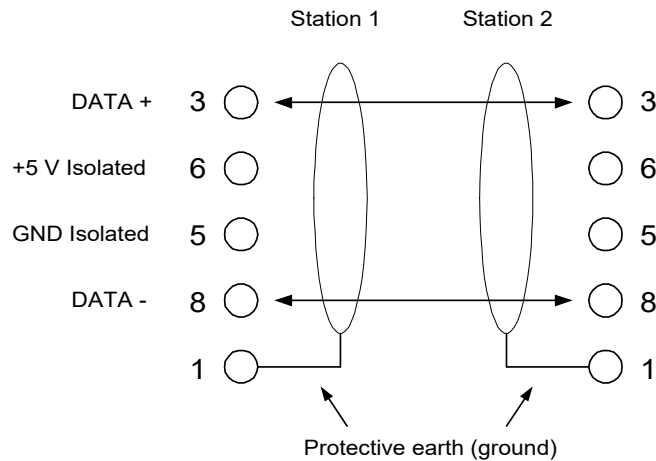 Station 1 Station 2
DATA + 3 3
+5 V Isolated 6 6
GND Isolated 5 5
DATA - 8 8
1 1
Protective earth (ground)